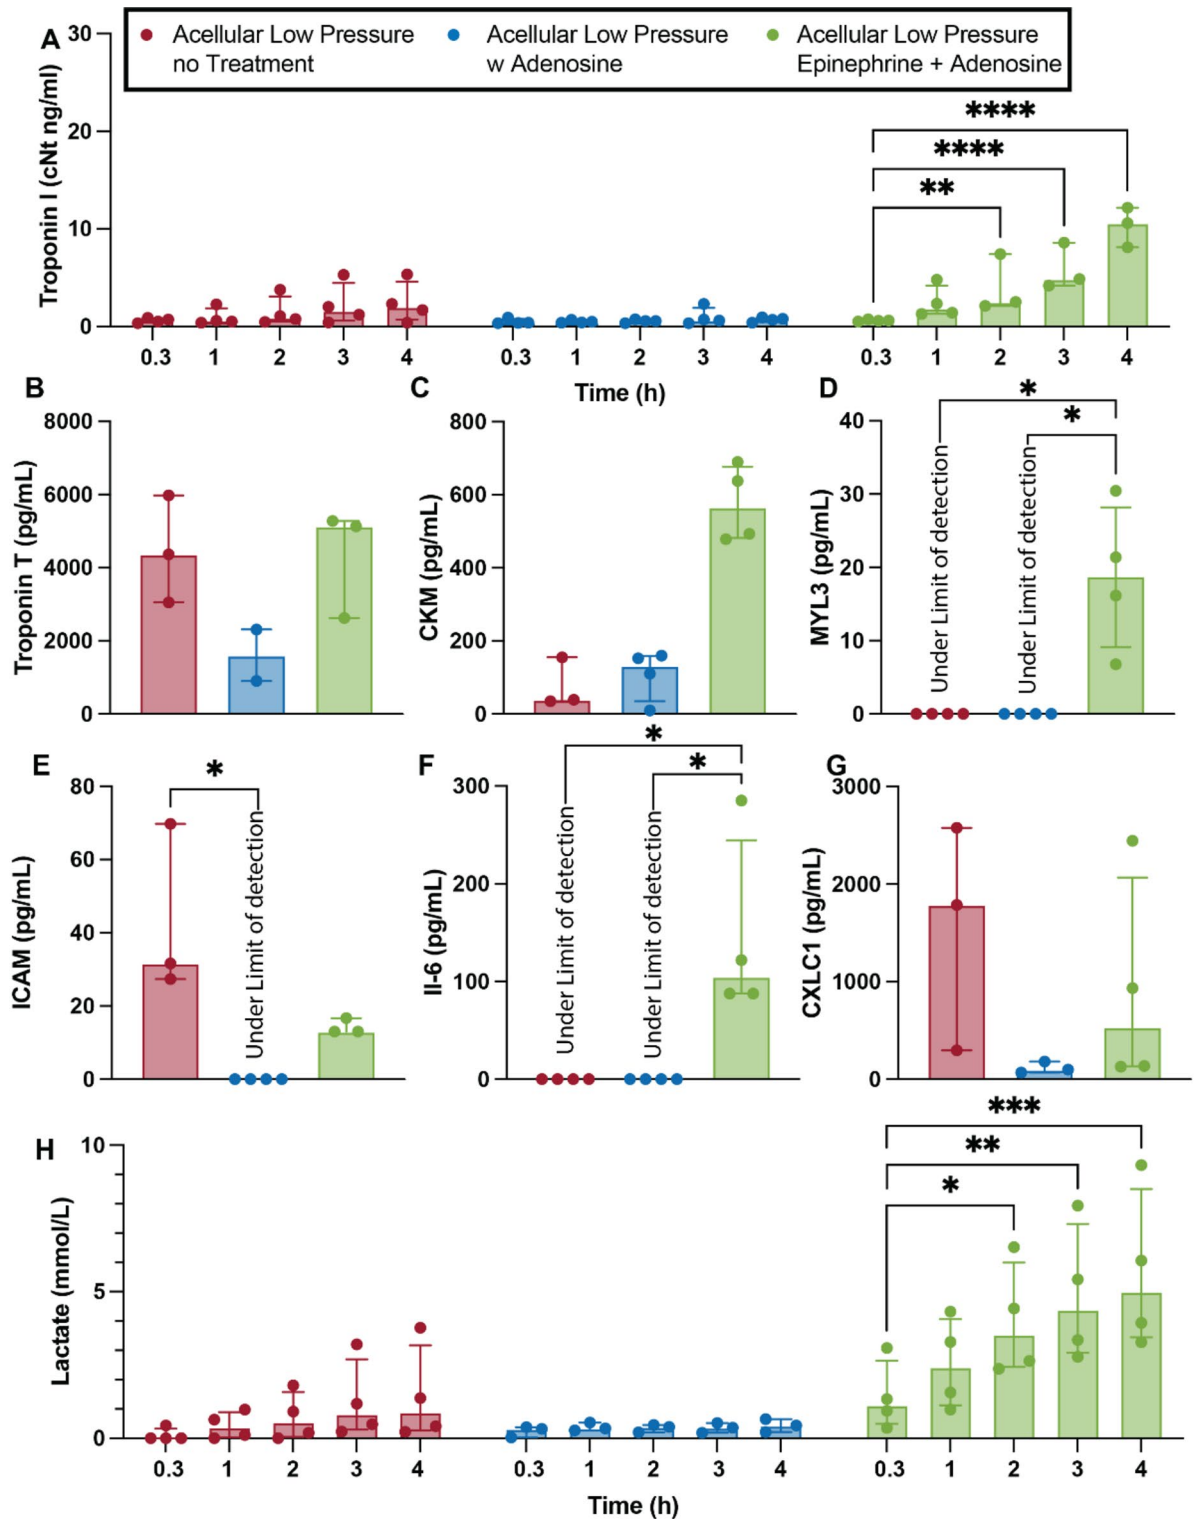 A
Acellular Low Pressure
no Treatment
Acellular Low Pressure
w Adenosine
Acellular Low Pressure
Epinephrine + Adenosine
Troponin I (cNt ng/ml)
30
20
10
0
**
****
****
0.3 1 2 3 4
0.3 1 2 3 4
0.3 1 2 3 4
Time (h)
B
Troponin T (pg/mL)
8000
6000
4000
2000
0
C
CKM (pg/mL)
800
600
400
200
0
D
MYL3 (pg/mL)
40
30
20
10
0
Under Limit of detection
Under Limit of detection
*
*
E
ICAM (pg/mL)
80
60
40
20
0
*
Under Limit of detection
F
Il-6 (pg/mL)
300
200
100
0
*
*
Under Limit of detection
Under Limit of detection
G
CXLC1 (pg/mL)
3000
2000
1000
0
H
Lactate (mmol/L)
10
5
0
***
**
*
0.3 1 2 3 4
0.3 1 2 3 4
0.3 1 2 3 4
Time (h)